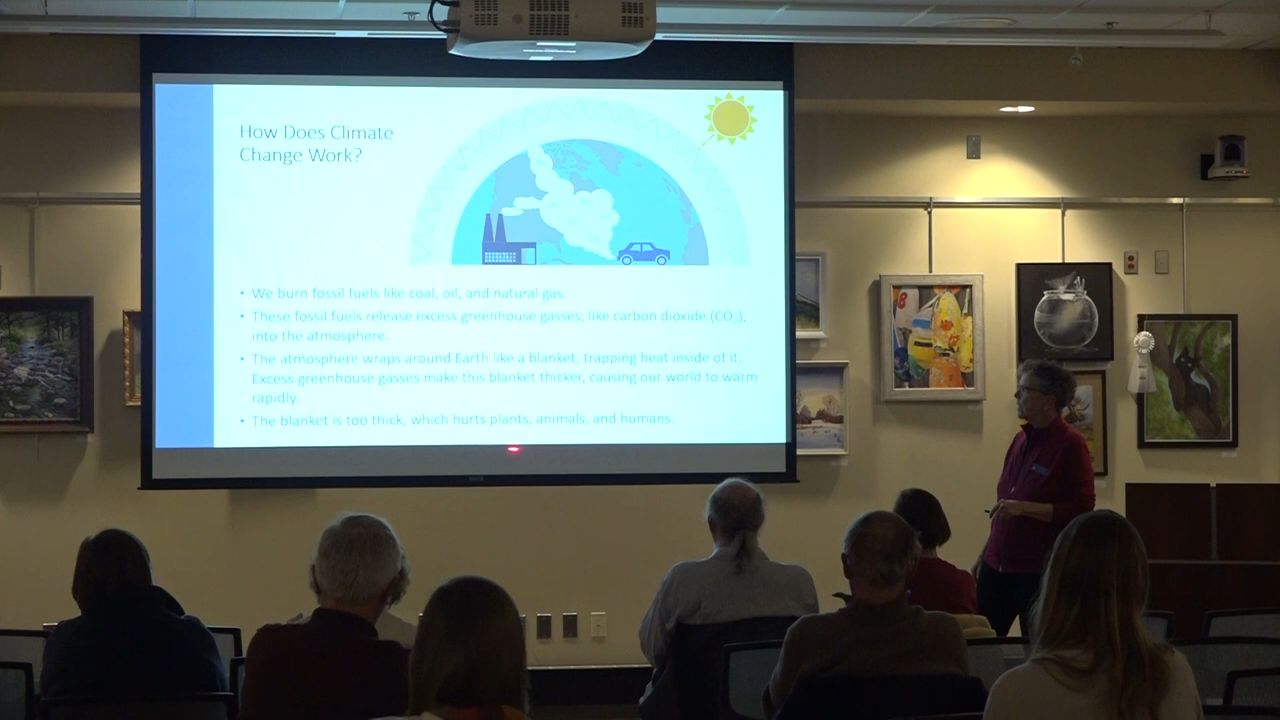 How Does Climate
Change Work?
• We burn fossil fuels like coal, oil, and natural gas.
• These fossil fuels release excess greenhouse gasses, like carbon dioxide (CO₂),
into the atmosphere.
• The atmosphere wraps around Earth like a blanket, trapping heat inside of it.
Excess greenhouse gasses make this blanket thicker, causing our world to warm
rapidly.
• The blanket is too thick, which hurts plants, animals, and humans.
8